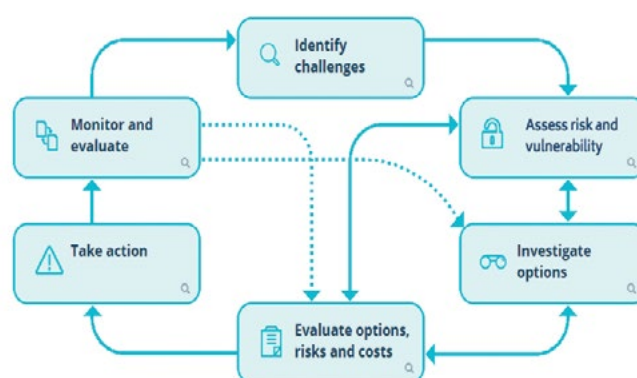 Identify
challenges
Assess risk and
vulnerability
Investigate
options
Evaluate options,
risks and costs
Take action
Monitor and
evaluate